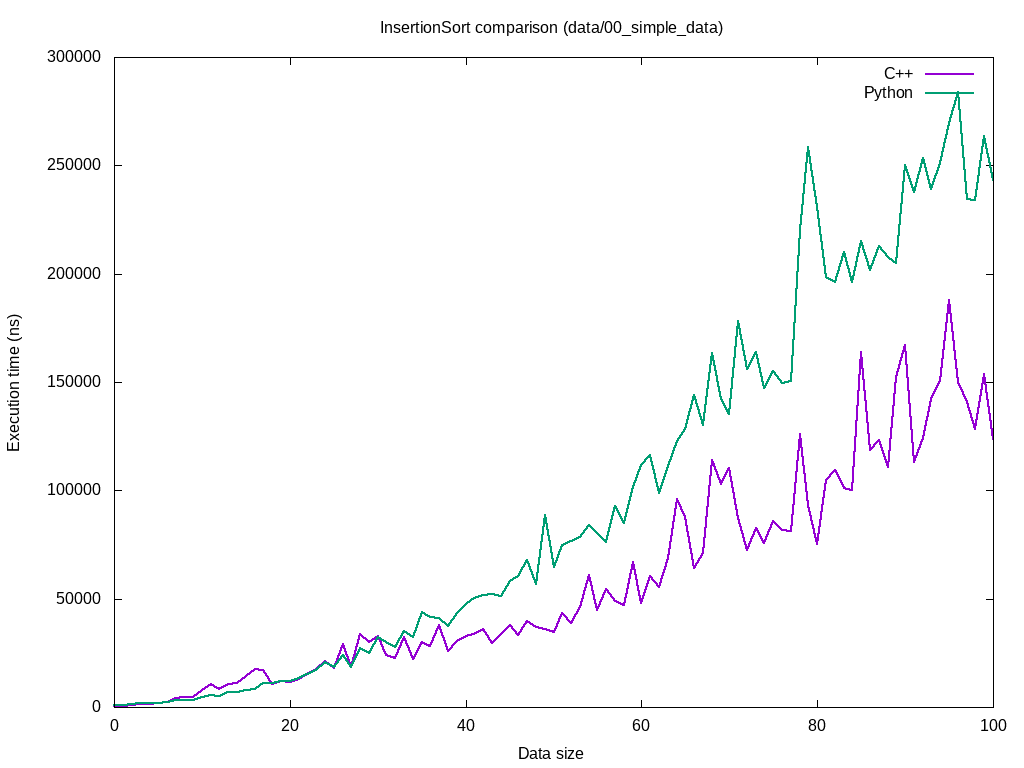 InsertionSort comparison (data/00_simple_data)
300000
C++
Python
250000
200000
150000
100000
50000
0
Execution time (ns)
0 20 40 60 80 100
Data size